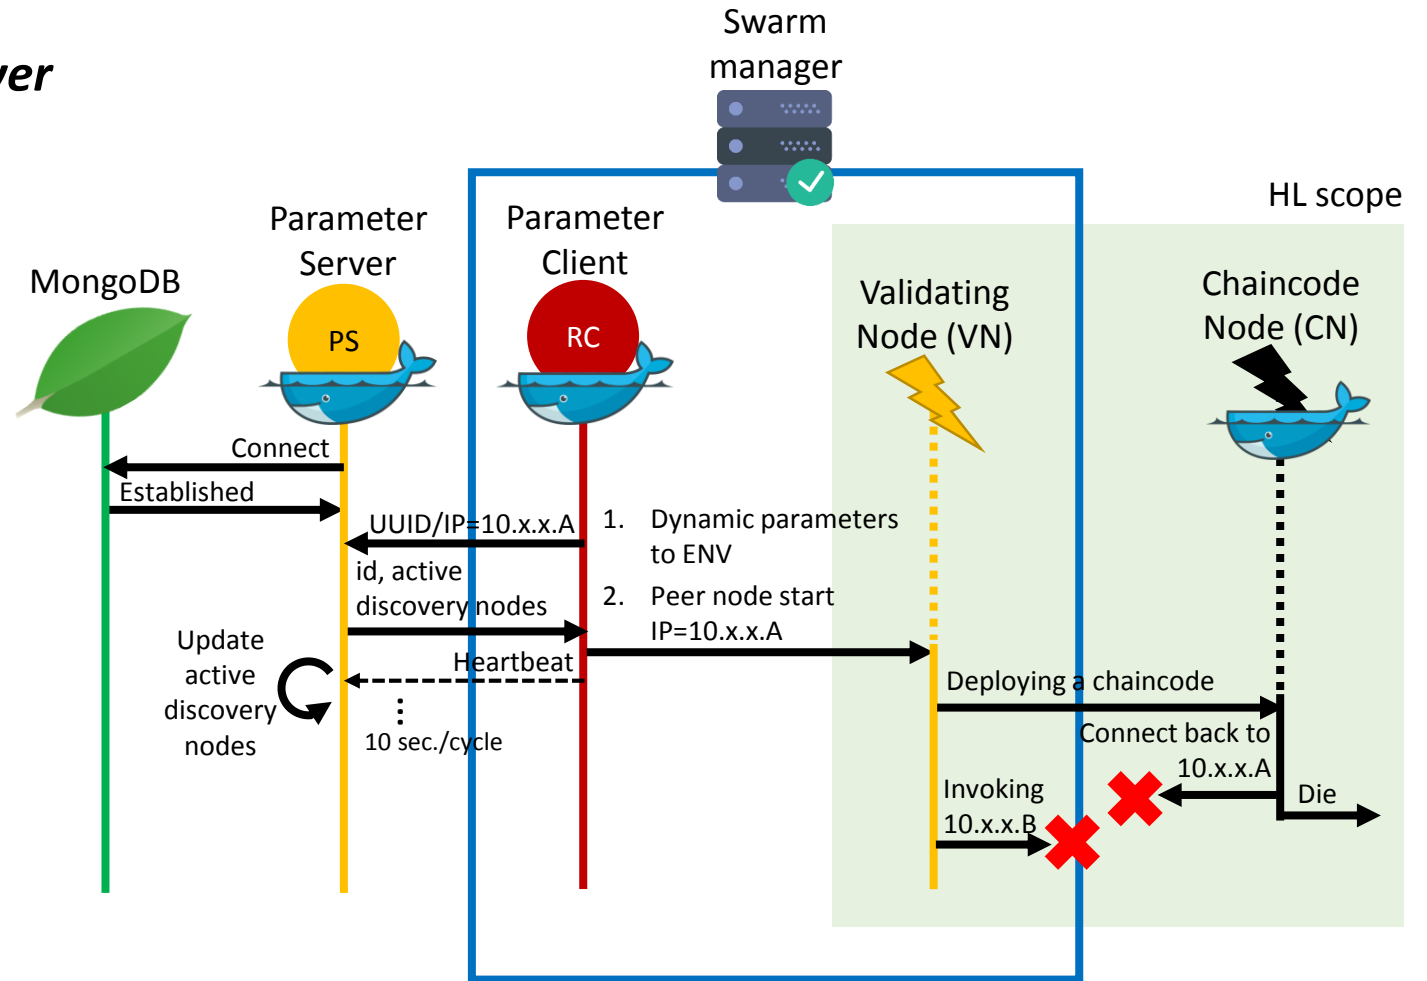 Swarm
manager
HL scope
Parameter
Server
Parameter
Client
MongoDB
Validating
Node (VN)
Chaincode
Node (CN)
PS
RC
Connect
Established
UUID/IP=10.x.x.A
1. Dynamic parameters
to ENV
id, active
discovery nodes
2. Peer node start
IP=10.x.x.A
Update
active
discovery
nodes
Heartbeat
10 sec./cycle
Deploying a chaincode
Connect back to
10.x.x.A
Invoking
10.x.x.B
Die